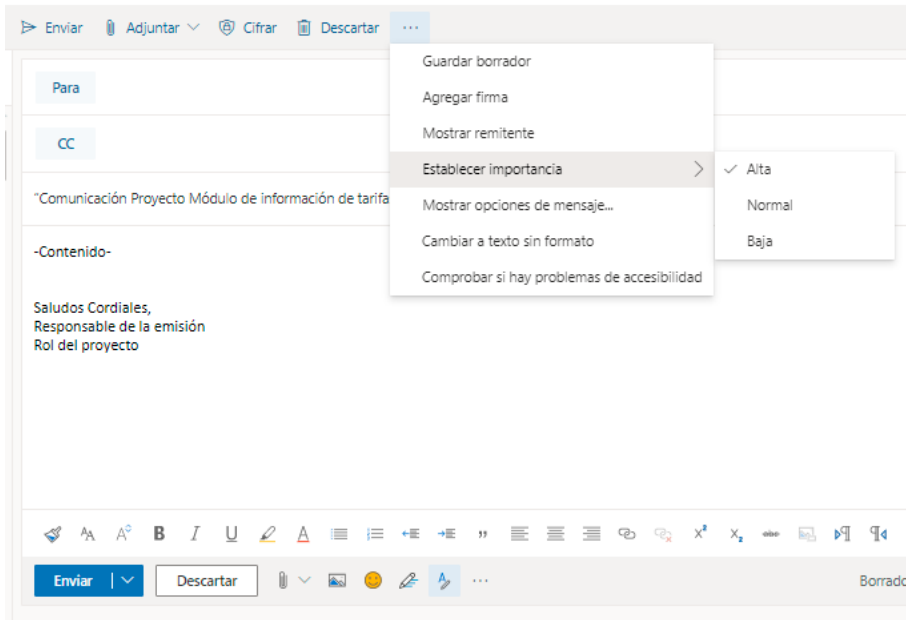 Enviar Adjuntar Cifrar Descartar ...
Guardar borrador
Para
Agregar firma
Mostrar remitente
CC
Establecer importancia
Alta
"Comunicación Proyecto Módulo de información de tarifa
Mostrar opciones de mensaje...
Normal
-Contenido-
Cambiar a texto sin formato
Baja
Comprobar si hay problemas de accesibilidad
Saludos Cordiales,
Responsable de la emisión
Rol del proyecto
B I U A
Enviar Descartar ... Borrado